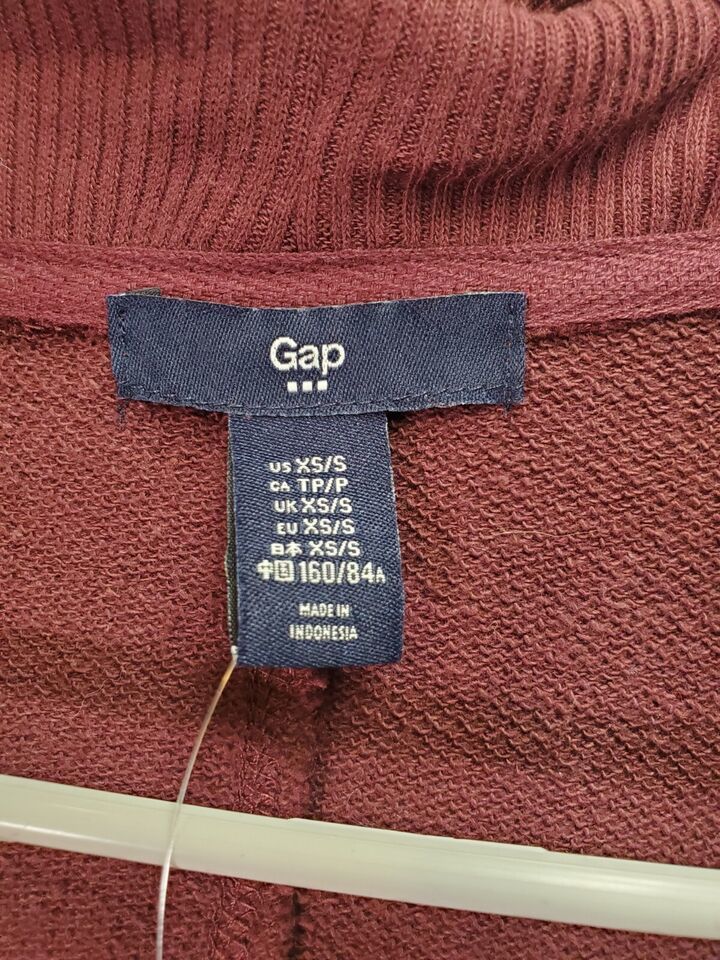 Gap
US XS/S
CA TP/P
UK XS/S
EU XS/S
日本 XS/S
中国 160/84A
MADE IN
INDONESIA